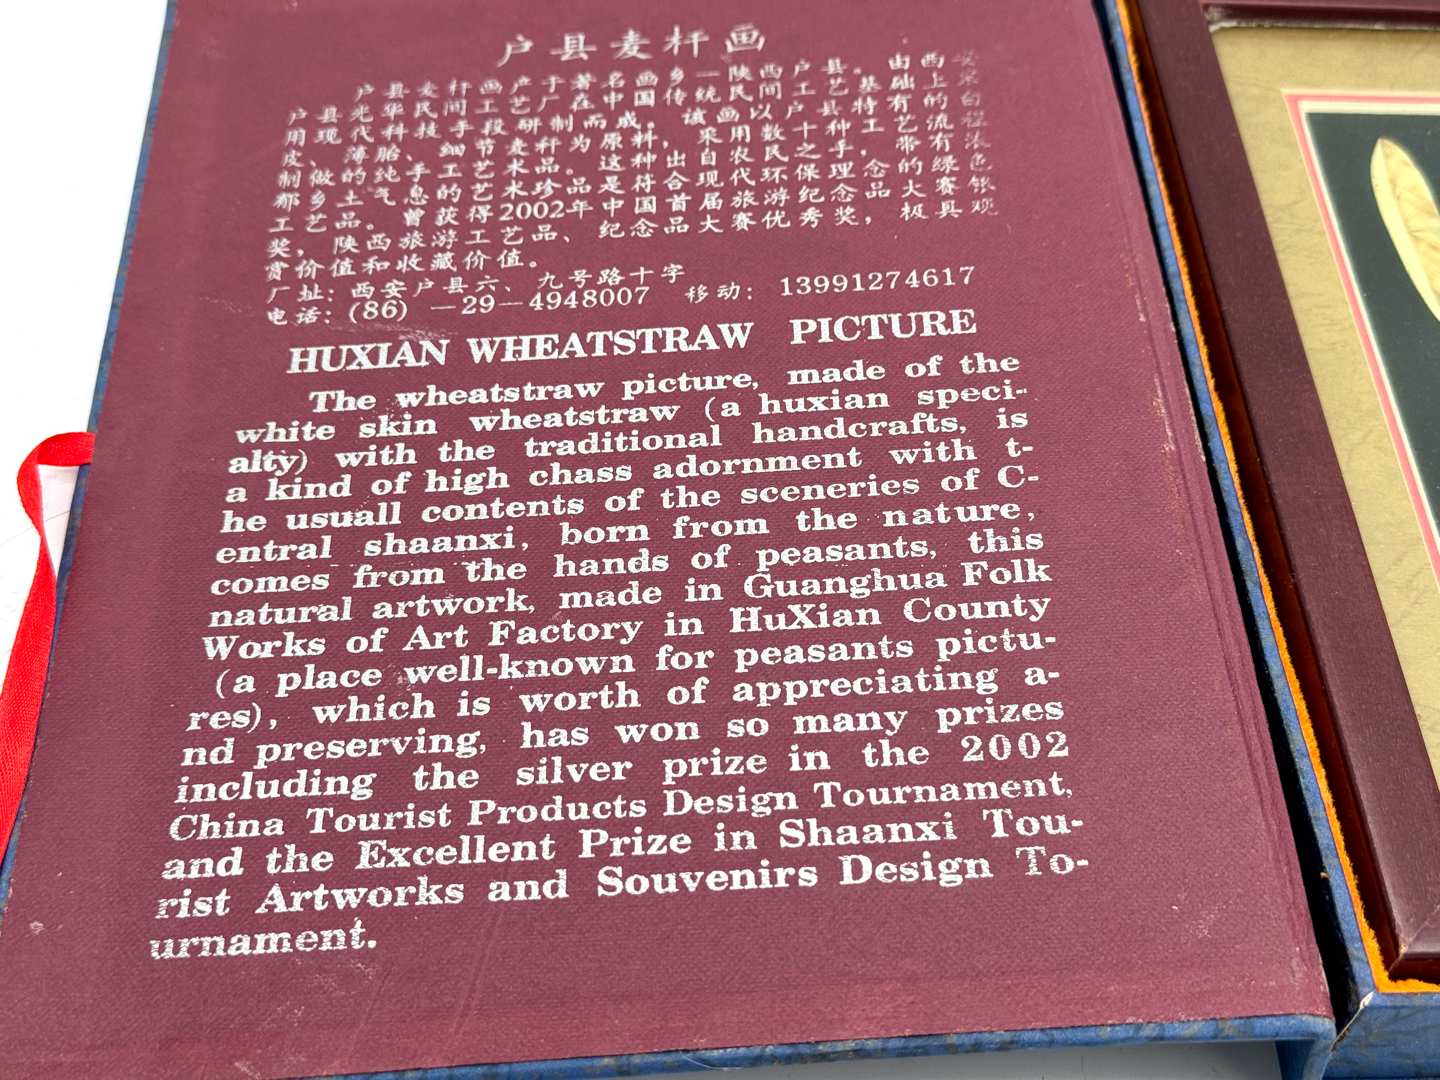 户县麦秆画
户县麦秆画产于著名画乡—陕西户县。由西安
户县光华民间工艺厂在中国传统民间工艺基础上采
用现代科技手段研制而成。该画以户县特有的白
皮、薄胎、细节麦秆为原料，采用数十种工艺流程
制做的纯手工艺术品。这种出自农民之手，带有浓
郁乡土气息的艺术珍品是符合现代环保理念的绿色
工艺品。曾获得2002年中国首届旅游纪念品大赛银
奖，陕西旅游工艺品、纪念品大赛优秀奖，极具观
赏价值和收藏价值。
厂址：西安户县六、九号路十字
电话：(86)—29—4948007 移动：13991274617
HUXIAN WHEATSTRAW PICTURE
The wheatstraw picture, made of the
white skin wheatstraw (a huxian speci-
alty) with the traditional handcrafts, is
a kind of high chass adornment with t-
he usuall contents of the sceneries of C-
entral shaanxi, born from the nature,
comes from the hands of peasants, this
natural artwork, made in Guanghua Folk
Works of Art Factory in HuXian County
(a place well-known for peasants pictu-
res), which is worth of appreciating a-
nd preserving, has won so many prizes
including the silver prize in the 2002
China Tourist Products Design Tournament,
and the Excellent Prize in Shaanxi Tou-
rist Artworks and Souvenirs Design To-
urnament.